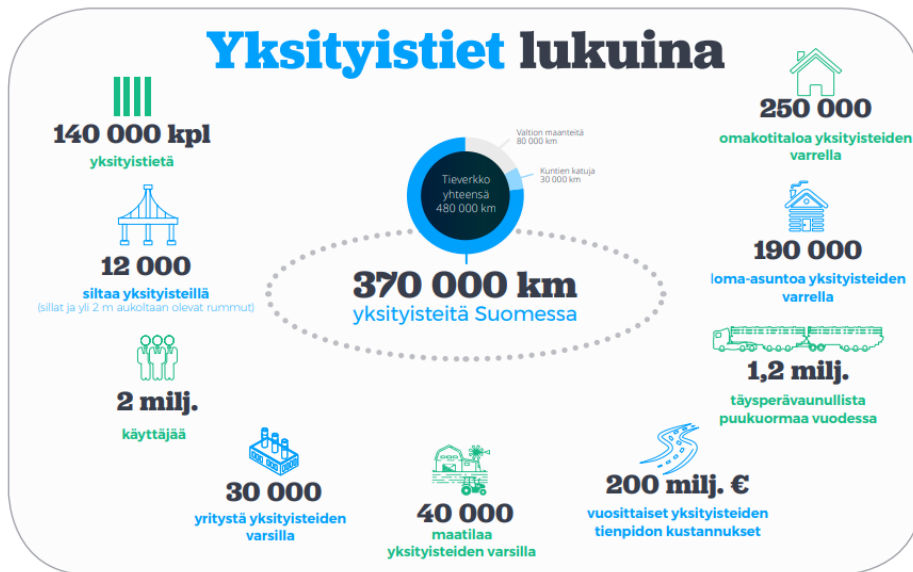 Yksityistiet lukuina
140 000 kpl
yksityistietä
12 000
siltaa yksityisteillä
(sillat ja yli 2 m aukoltaan olevat rummut)
2 milj.
käyttäjää
30 000
yritystä yksityisteiden
varsilla
Valtion maanteitä
80 000 km
Kuntien katuja
30 000 km
Tieverkko
yhteensä
480 000 km
370 000 km
yksityisteitä Suomessa
40 000
maatilaa
yksityisteiden varsilla
250 000
omakotitaloa yksityisteiden
varrella
190 000
loma-asuntoa yksityisteiden
varrella
1,2 milj.
täysperävaunullista
puukuormaa vuodessa
200 milj. €
vuosittaiset yksityisteiden
tienpidon kustannukset